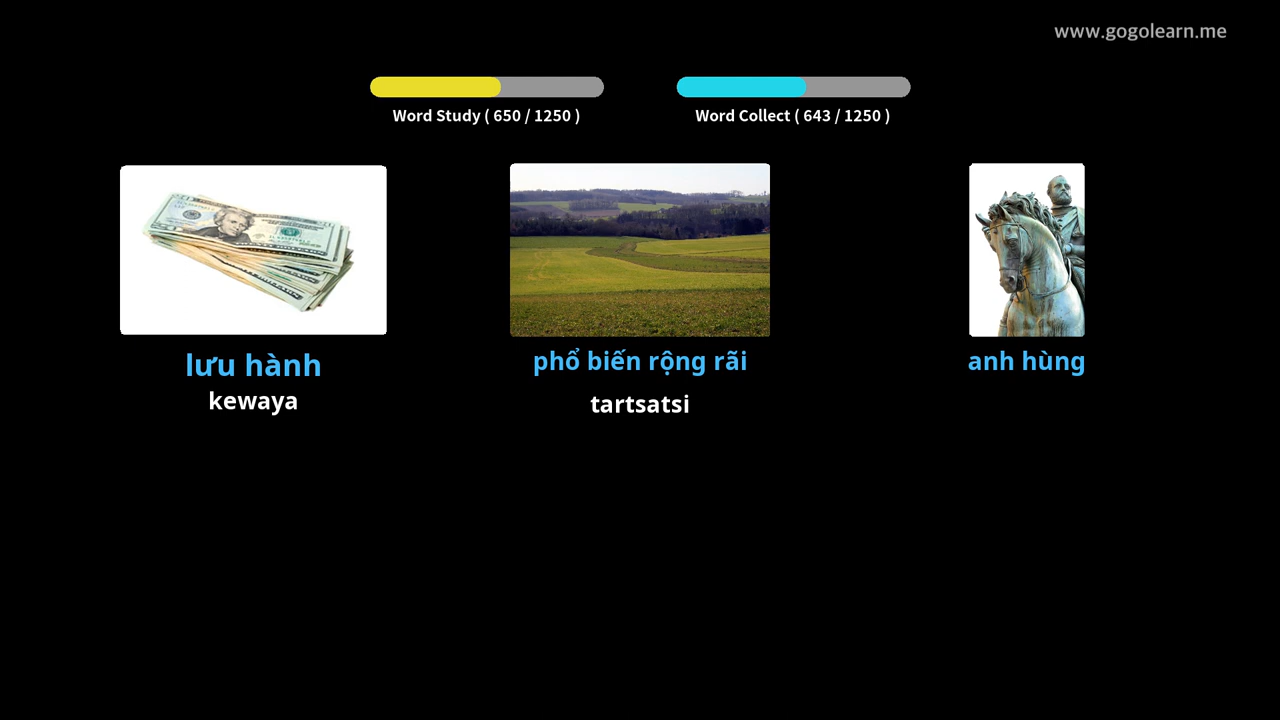 www.gogolearn.me
Word Study ( 650 / 1250 )
Word Collect ( 643 / 1250 )
lưu hành
kewaya
phổ biến rộng rãi
tartsatsi
anh hùng